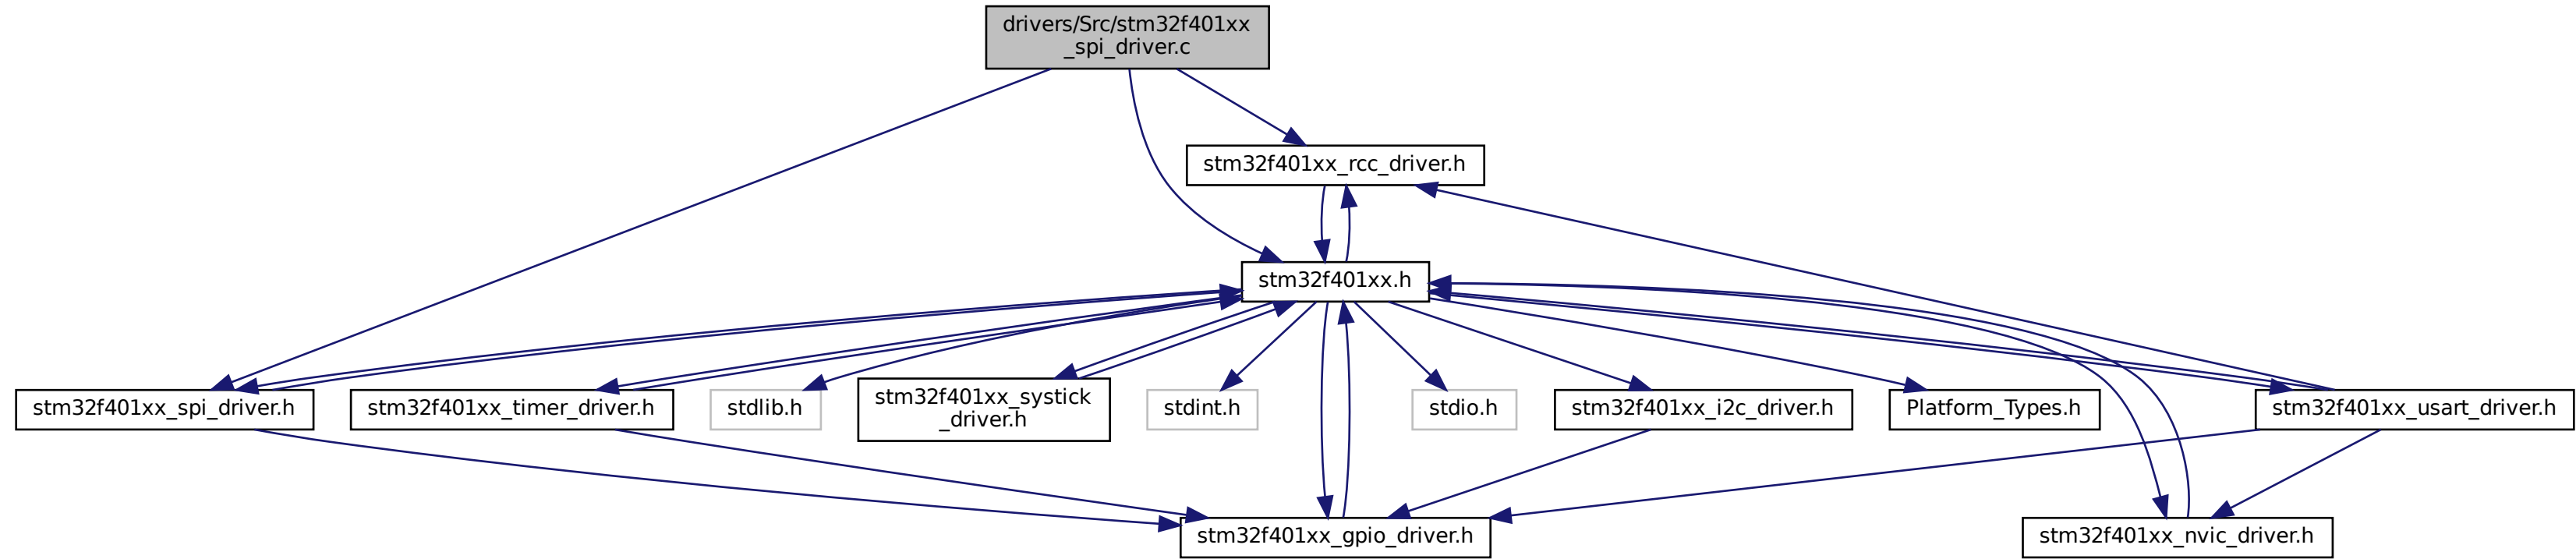 drivers/Src/stm32f401xx
_spi_driver.c
stm32f401xx_rcc_driver.h
stm32f401xx.h
stm32f401xx_spi_driver.h
stm32f401xx_timer_driver.h
stdlib.h
stm32f401xx_systick
_driver.h
stdint.h
stdio.h
stm32f401xx_i2c_driver.h
Platform_Types.h
stm32f401xx_usart_driver.h
stm32f401xx_gpio_driver.h
stm32f401xx_nvic_driver.h